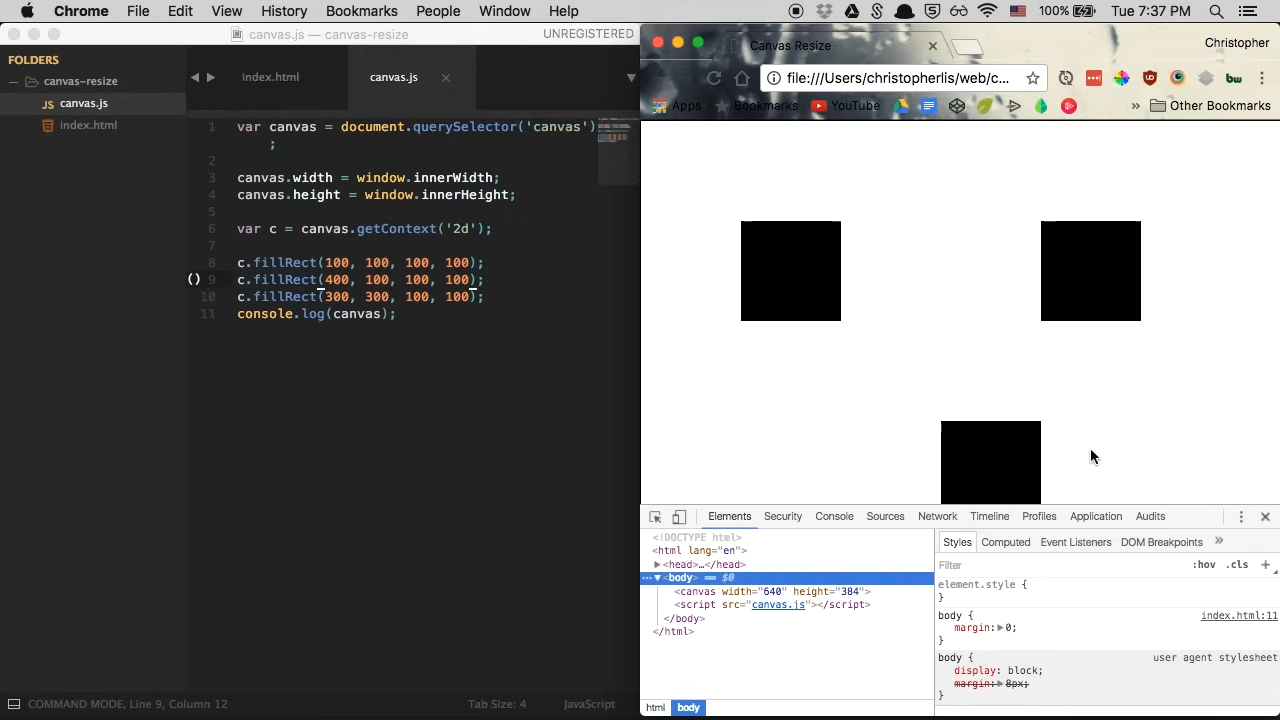 Chrome File Edit View History Bookmarks People Window Help 100% Tue 7:37 PM
canvas.js — canvas-resize UNREGISTERED
FOLDERS
canvas-resize
canvas.js
index.html
index.html canvas.js
1 var canvas = document.querySelector('canvas')
;
2
3 canvas.width = window.innerWidth;
4 canvas.height = window.innerHeight;
5
6 var c = canvas.getContext('2d');
7
8 c.fillRect(100, 100, 100, 100);
() 9 c.fillRect(400, 100, 100, 100);
10 c.fillRect(300, 300, 100, 100);
11 console.log(canvas);
COMMAND MODE, Line 9, Column 12 Tab Size: 4 JavaScript
Canvas Resize Christopher
file:///Users/christopherlis/web/c... bw
Apps Bookmarks YouTube » Other Bookmarks
Elements Security Console Sources Network Timeline Profiles Application Audits
<!DOCTYPE html>
<html lang="en">
<head>…</head>
<body> == $0
<canvas width="640" height="384">
<script src="canvas.js"></script>
</body>
</html>
html body
Styles Computed Event Listeners DOM Breakpoints »
Filter :hov .cls +
element.style {
}
body { index.html:11
margin: 0;
}
body { user agent stylesheet
display: block;
margin: 8px;
}